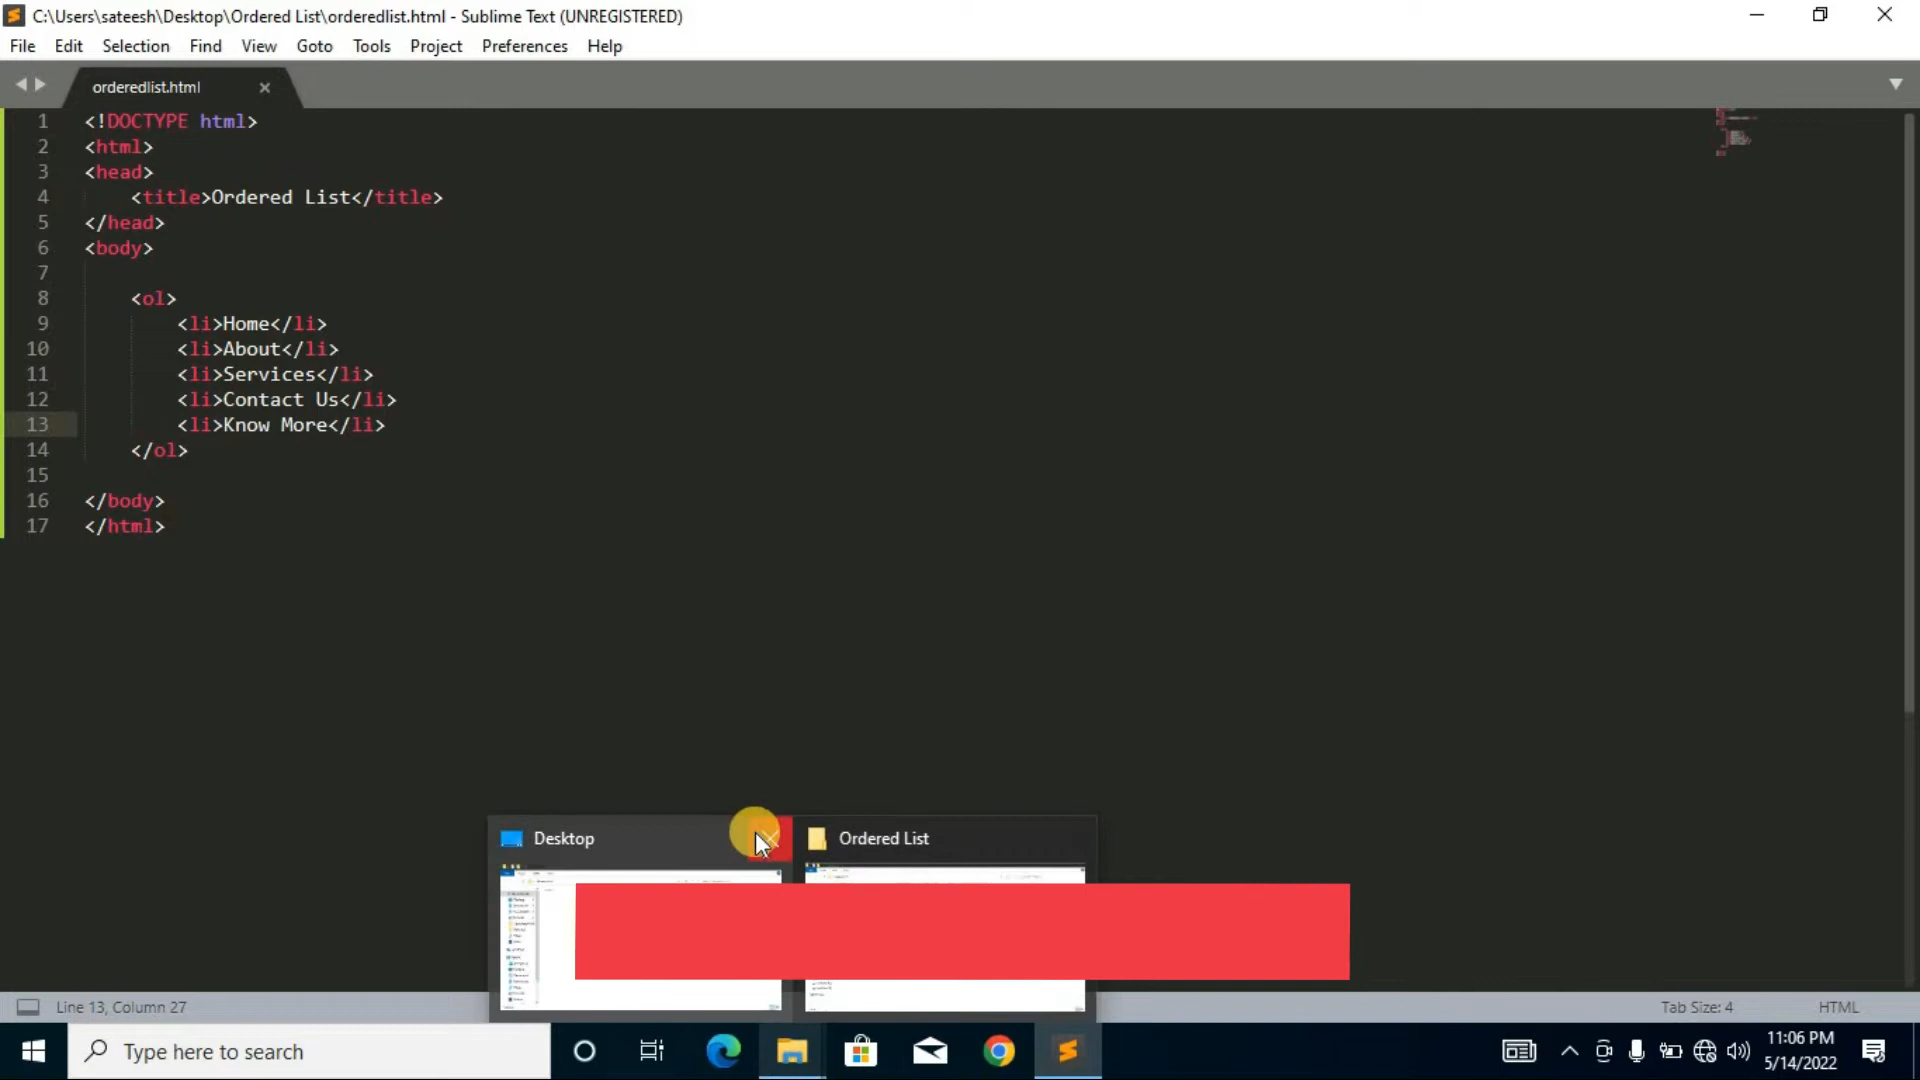 C:\Users\sateesh\Desktop\Ordered List\orderedlist.html - Sublime Text (UNREGISTERED)
File Edit Selection Find View Goto Tools Project Preferences Help
orderedlist.html
1 <!DOCTYPE html>
2 <html>
3 <head>
4 <title>Ordered List</title>
5 </head>
6 <body>
7
8 <ol>
9 <li>Home</li>
10 <li>About</li>
11 <li>Services</li>
12 <li>Contact Us</li>
13 <li>Know More</li>
14 </ol>
15
16 </body>
17 </html>
Desktop Ordered List
Line 13, Column 27 Tab Size: 4 HTML
Type here to search
11:06 PM
5/14/2022